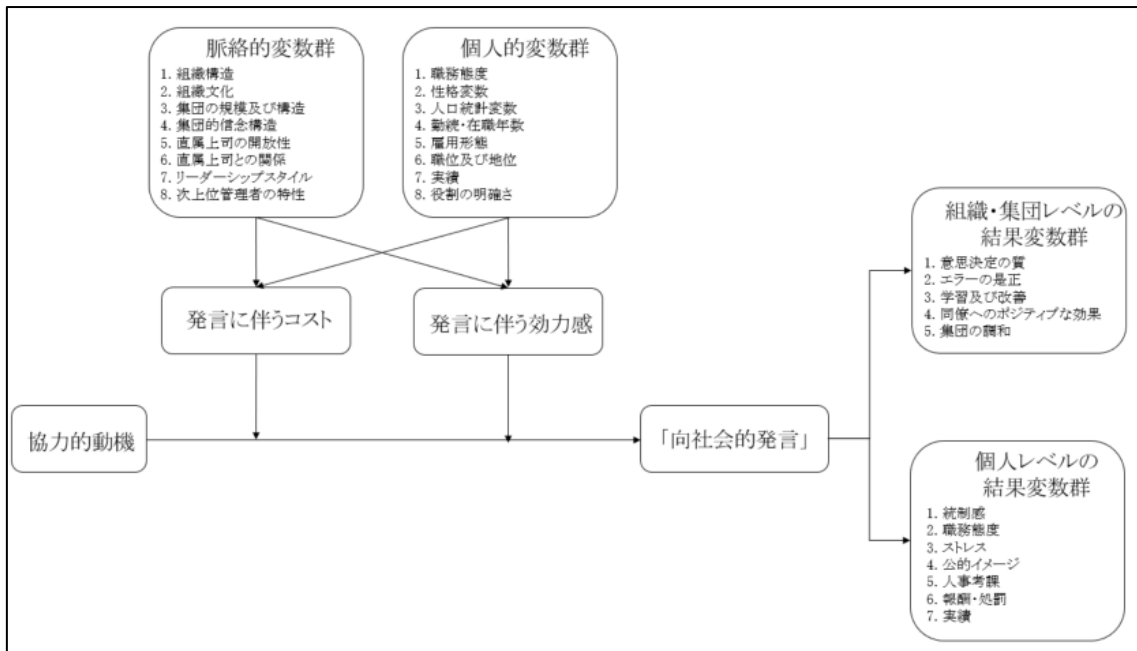 脈絡的変数群
1. 組織構造
2. 組織文化
3. 集団の規模及び構造
4. 集団的信念構造
5. 直属上司の開放性
6. 直属上司との関係
7. リーダーシップスタイル
8. 次上位管理者の特性
個人的変数群
1. 職務態度
2. 性格変数
3. 人口統計変数
4. 勤続・在職年数
5. 雇用形態
6. 職位及び地位
7. 実績
8. 役割の明確さ
発言に伴うコスト
発言に伴う効力感
協力的動機
「向社会的発言」
組織・集団レベルの
結果変数群
1. 意思決定の質
2. エラーの是正
3. 学習及び改善
4. 同僚へのポジティブな効果
5. 集団の調和
個人レベルの
結果変数群
1. 統制感
2. 職務態度
3. ストレス
4. 公的イメージ
5. 人事考課
6. 報酬・処罰
7. 実績